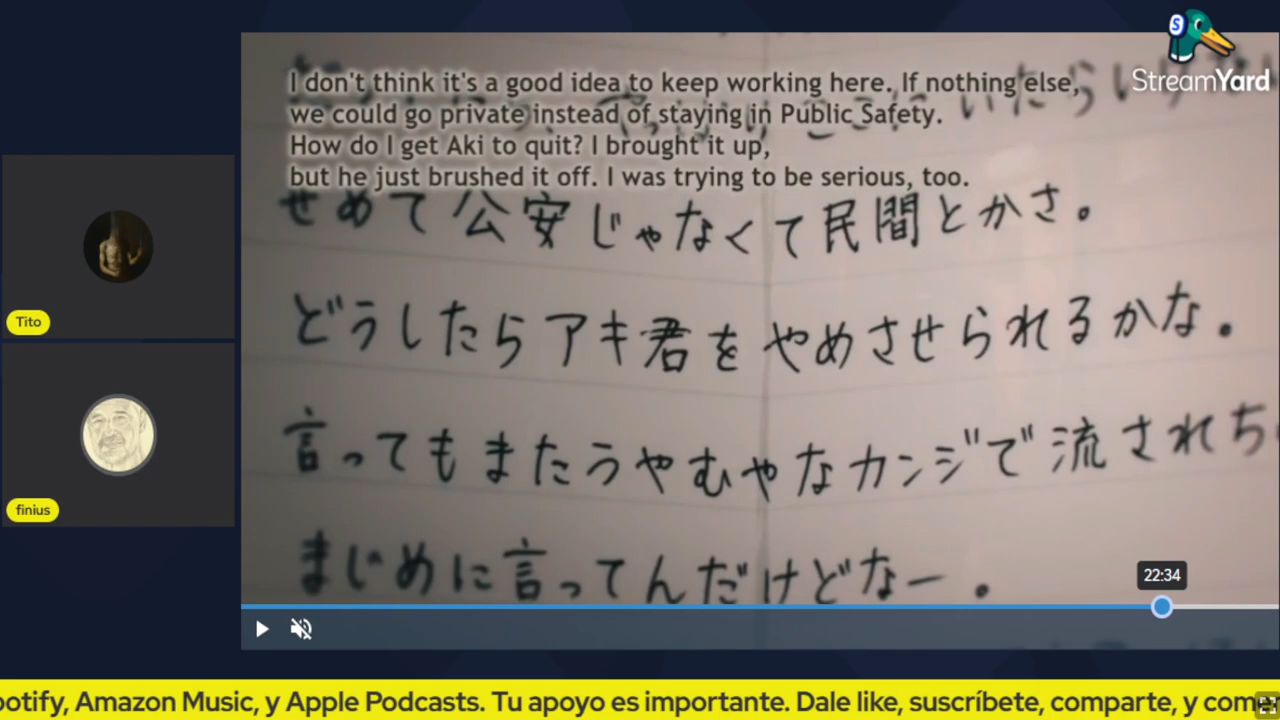 StreamYard
I don't think it's a good idea to keep working here. If nothing else,
we could go private instead of staying in Public Safety.
How do I get Aki to quit? I brought it up,
but he just brushed it off. I was trying to be serious, too.
せめて公安じゃなくて民間とかさ。
どうしたらアキ君をやめさせられるかな。
言ってもまたうやむやなカンジで流されち
まじめに言ってんだけどなー。
Tito
finius
22:34
Spotify, Amazon Music, y Apple Podcasts. Tu apoyo es importante. Dale like, suscríbete, comparte, y